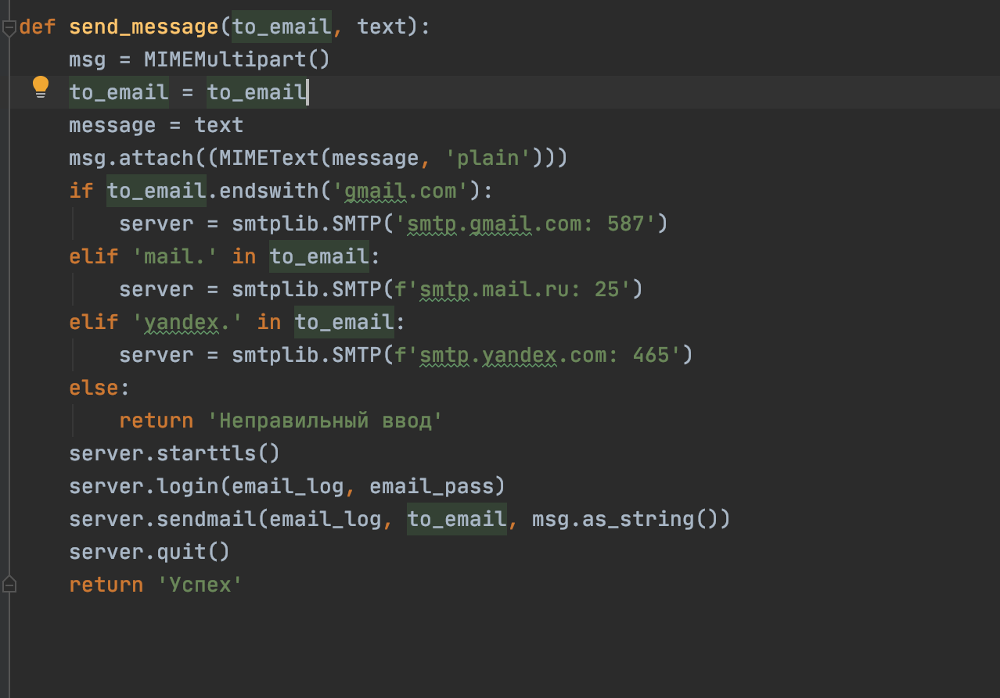 def send_message(to_email, text):
    msg = MIMEMultipart()
    to_email = to_email
    message = text
    msg.attach((MIMEText(message, 'plain')))
    if to_email.endswith('gmail.com'):
        server = smtplib.SMTP('smtp.gmail.com: 587')
    elif 'mail.' in to_email:
        server = smtplib.SMTP(f'smtp.mail.ru: 25')
    elif 'yandex.' in to_email:
        server = smtplib.SMTP(f'smtp.yandex.com: 465')
    else:
        return 'Неправильный ввод'
    server.starttls()
    server.login(email_log, email_pass)
    server.sendmail(email_log, to_email, msg.as_string())
    server.quit()
    return 'Успех'